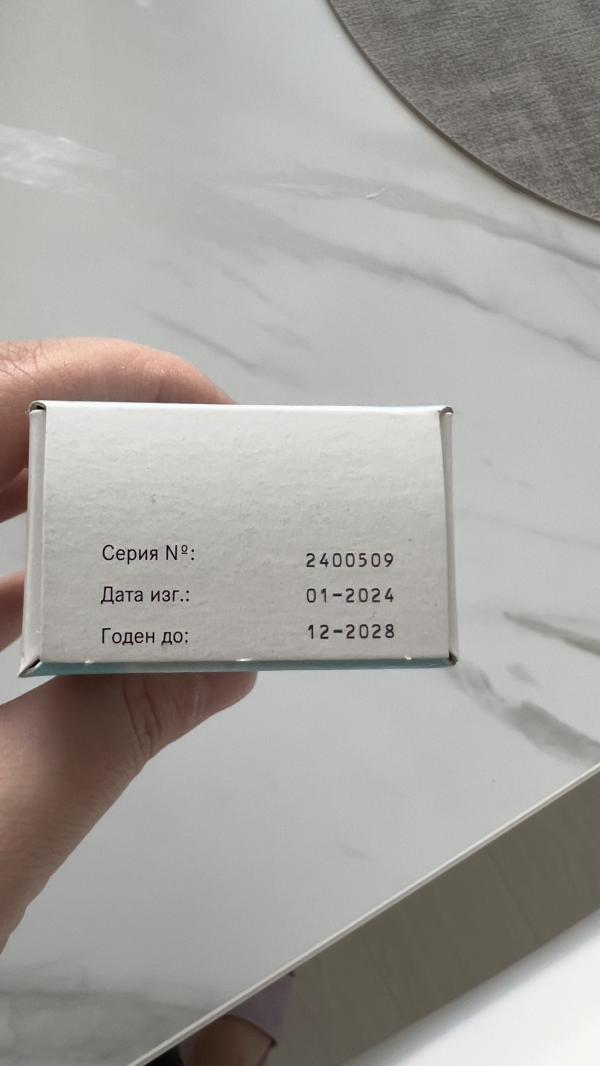 Серия №: 2400509
Дата изг.: 01-2024
Годен до: 12-2028